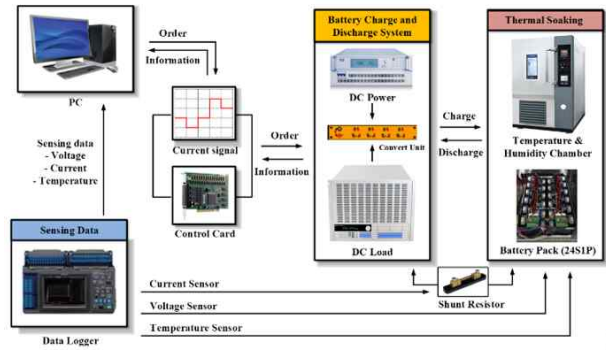 Battery Charge and
Discharge System
Thermal Soaking
Order
Information
PC
DC Power
Current signal
Order
Information
Convert Unit
Charge
Discharge
Temperature &
Humidity Chamber
Sensing data
- Voltage
- Current
- Temperature
Control Card
DC Load
Battery Pack (24S1P)
Sensing Data
Data Logger
Current Sensor
Voltage Sensor
Temperature Sensor
Shunt Resistor